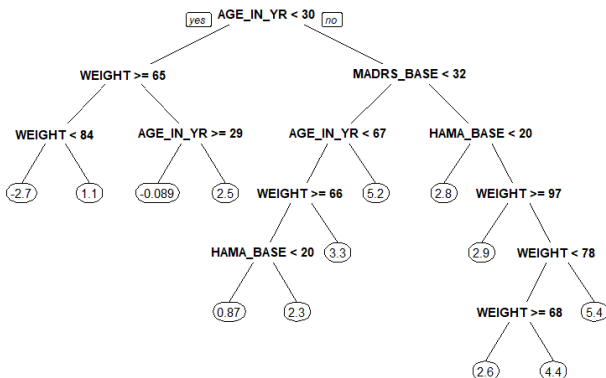 AGE_IN_YR < 30
yes
no
WEIGHT >= 65
MADRS_BASE < 32
WEIGHT < 84
AGE_IN_YR >= 29
AGE_IN_YR < 67
HAMA_BASE < 20
-2.7
1.1
-0.089
2.5
WEIGHT >= 66
5.2
2.8
WEIGHT >= 97
HAMA_BASE < 20
3.3
2.9
WEIGHT < 78
0.87
2.3
WEIGHT >= 68
5.4
2.6
4.4